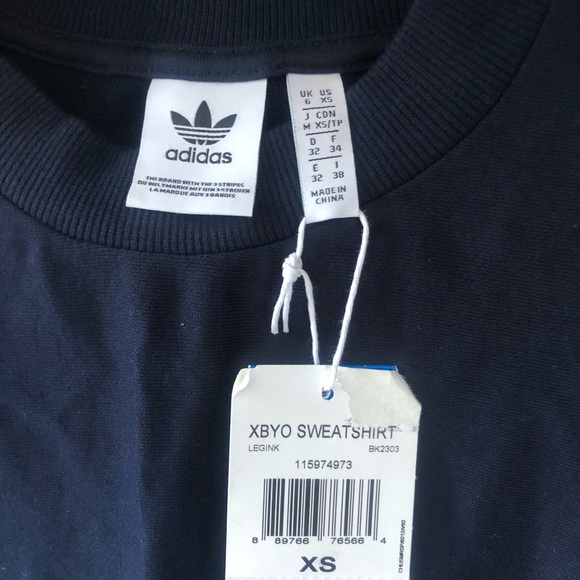 adidas
THE BRAND WITH THE 3 STRIPES
DIE WELTMARKE MIT DEN 3 STREIFEN
LA MARQUE AUX 3 BANDES
UK US
6 XS
J CDN
M XS/TP
D F
32 34
E I
32 38
MADE IN
CHINA
XBYO SWEATSHIRT
LEGINK BK2303
115974973
8 89766 76566 4
XS